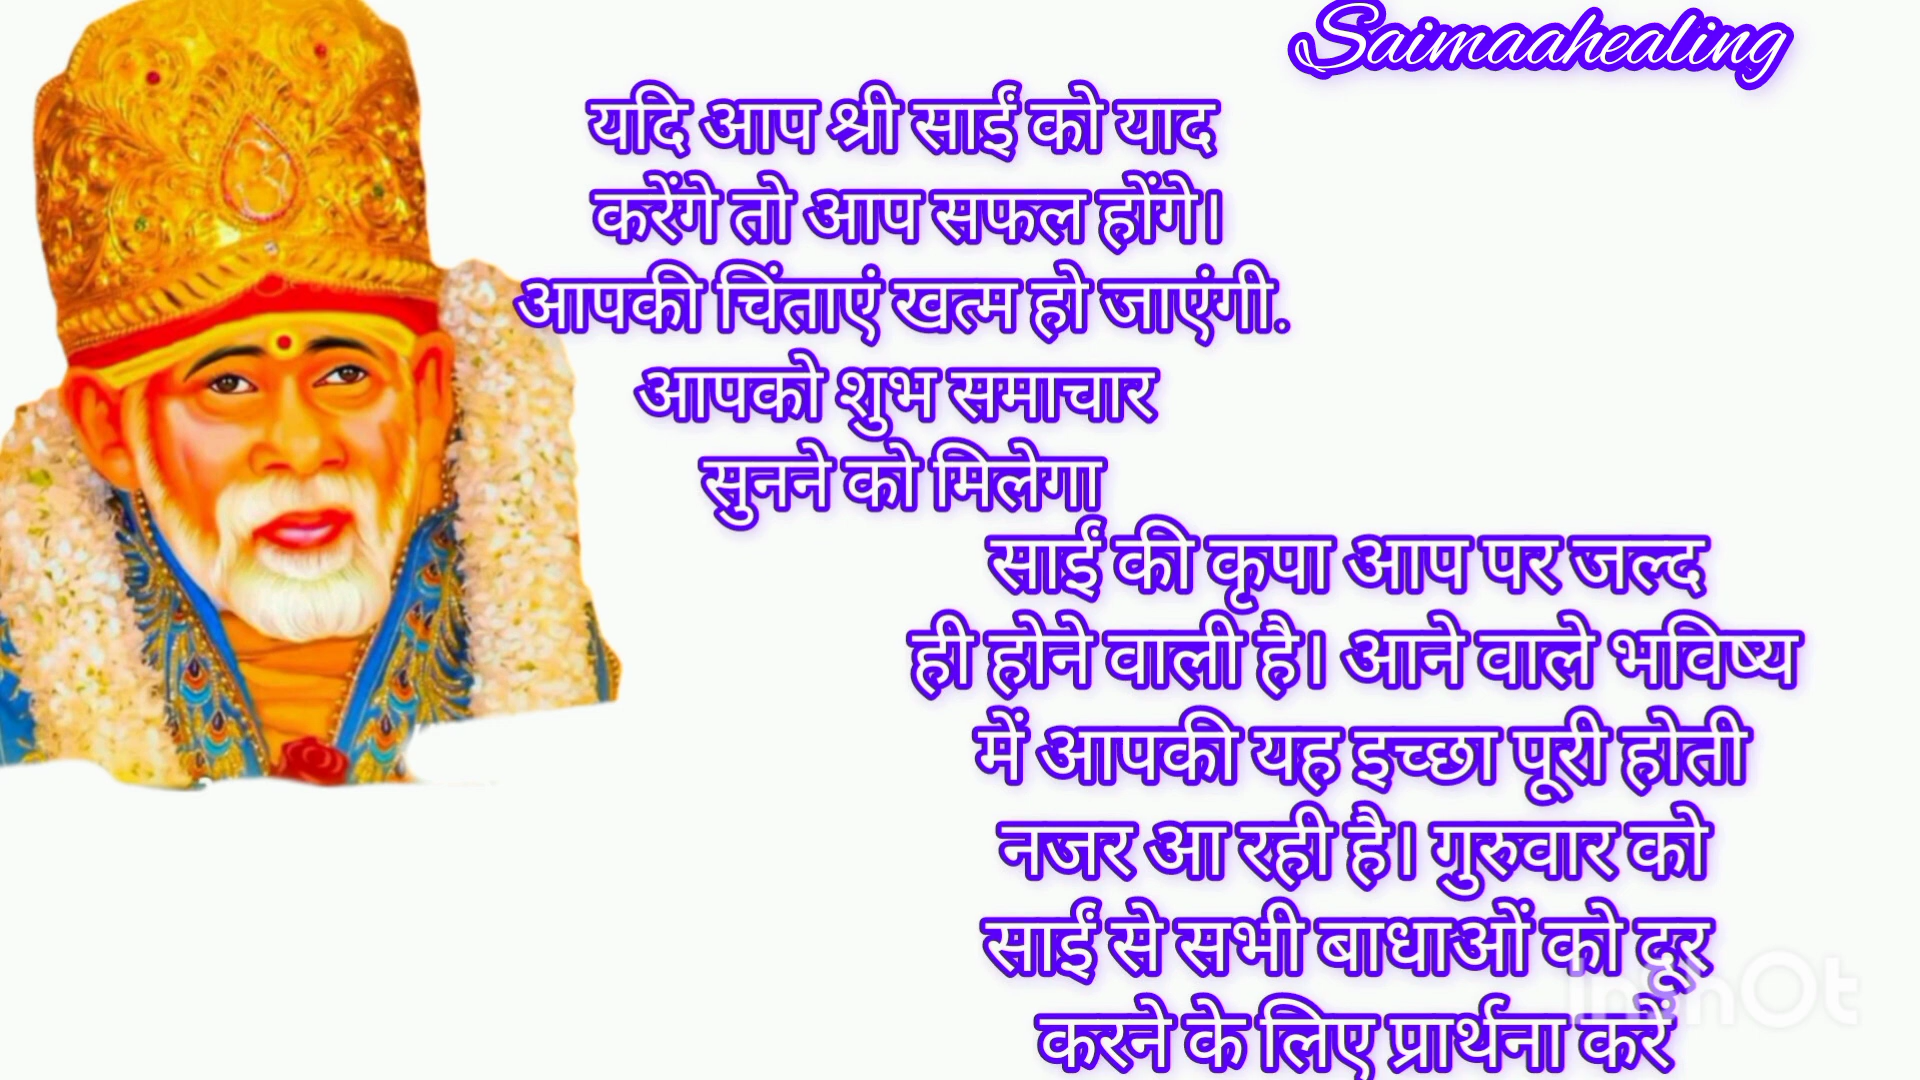 Saimaahealing
यदि आप श्री साईं को याद
करेंगे तो आप सफल होंगे।
आपकी चिंताएं खत्म हो जाएंगी.
आपको शुभ समाचार
सुनने को मिलेगा
साईं की कृपा आप पर जल्द
ही होने वाली है। आने वाले भविष्य
में आपकी यह इच्छा पूरी होती
नजर आ रही है। गुरुवार को
साईं से सभी बाधाओं को दूर
करने के लिए प्रार्थना करें
InShOt